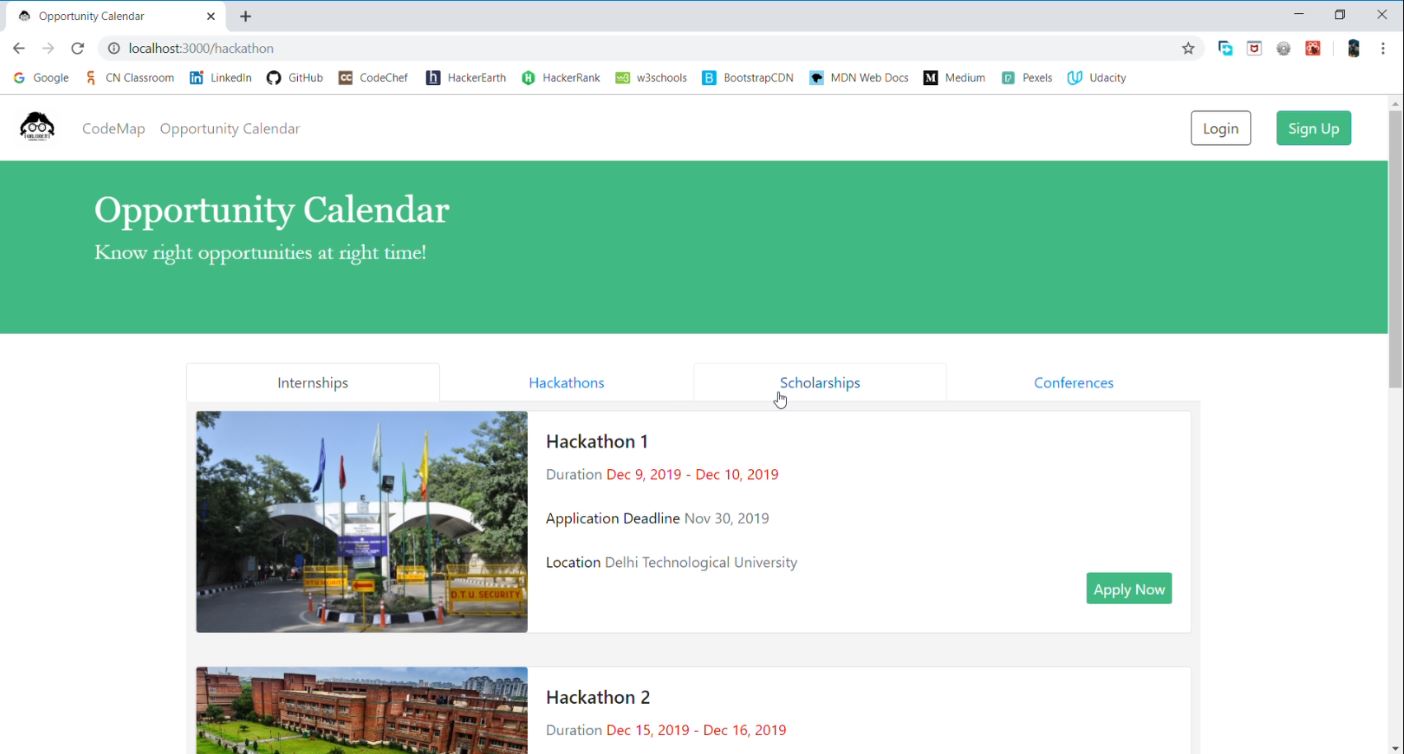 Opportunity Calendar
localhost:3000/hackathon
Google CN Classroom LinkedIn GitHub CodeChef HackerEarth HackerRank w3schools BootstrapCDN MDN Web Docs Medium Pexels Udacity
CodeMap Opportunity Calendar Login Sign Up
Opportunity Calendar
Know right opportunities at right time!
Internships Hackathons Scholarships Conferences
Hackathon 1
Duration Dec 9, 2019 - Dec 10, 2019
Application Deadline Nov 30, 2019
Location Delhi Technological University
D.T.U. SECURITY
Apply Now
Hackathon 2
Duration Dec 15, 2019 - Dec 16, 2019